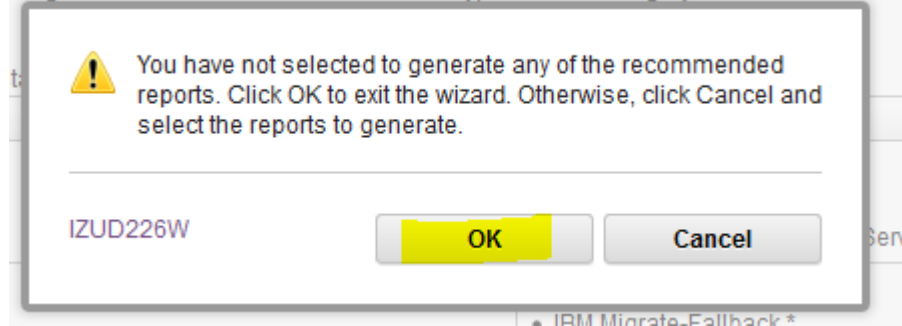 You have not selected to generate any of the recommended
reports. Click OK to exit the wizard. Otherwise, click Cancel and
select the reports to generate.
IZUD226W
OK
Cancel
Serv
• IBM Migrate-Fallback *